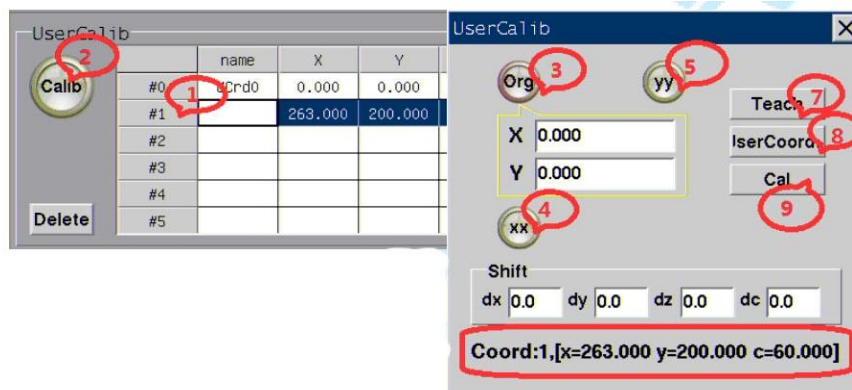 UserCalib
2
Calib
name X Y
#0 UCrd0 0.000 0.000
1
#1 263.000 200.000
#2
#3
#4
#5
Delete
UserCalib
Org
3
yy
5
X 0.000
Y 0.000
Teach
7
UserCoord
8
Cal
9
xx
4
Shift
dx 0.0 dy 0.0 dz 0.0 dc 0.0
Coord:1,[x=263.000 y=200.000 c=60.000]